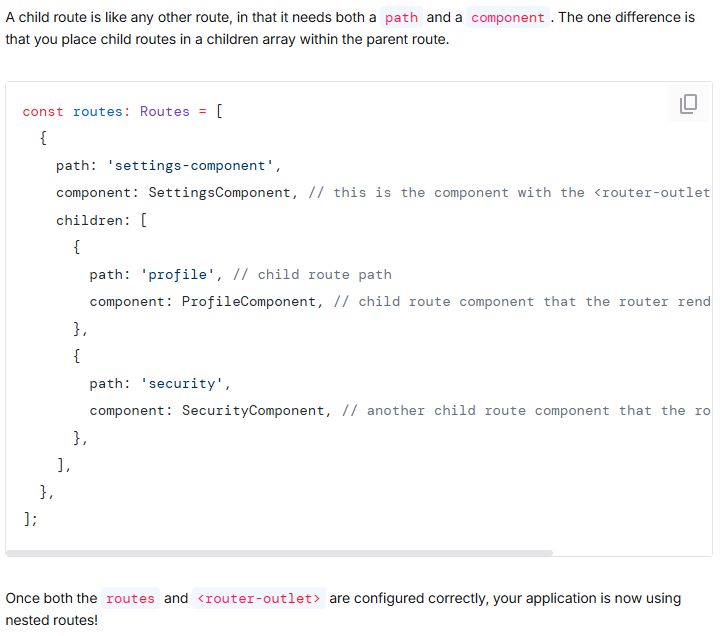 A child route is like any other route, in that it needs both a path and a component . The one difference is
that you place child routes in a children array within the parent route.
const routes: Routes = [
  {
    path: 'settings-component',
    component: SettingsComponent, // this is the component with the <router-outlet
    children: [
      {
        path: 'profile', // child route path
        component: ProfileComponent, // child route component that the router rend
      },
      {
        path: 'security',
        component: SecurityComponent, // another child route component that the ro
      },
    ],
  },
];
Once both the routes and <router-outlet> are configured correctly, your application is now using
nested routes!